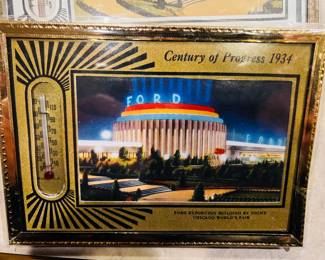 Century of Progress 1934
FORD
FORD
FORD EXPOSITION BUILDING BY NIGHT
CHICAGO WORLD'S FAIR